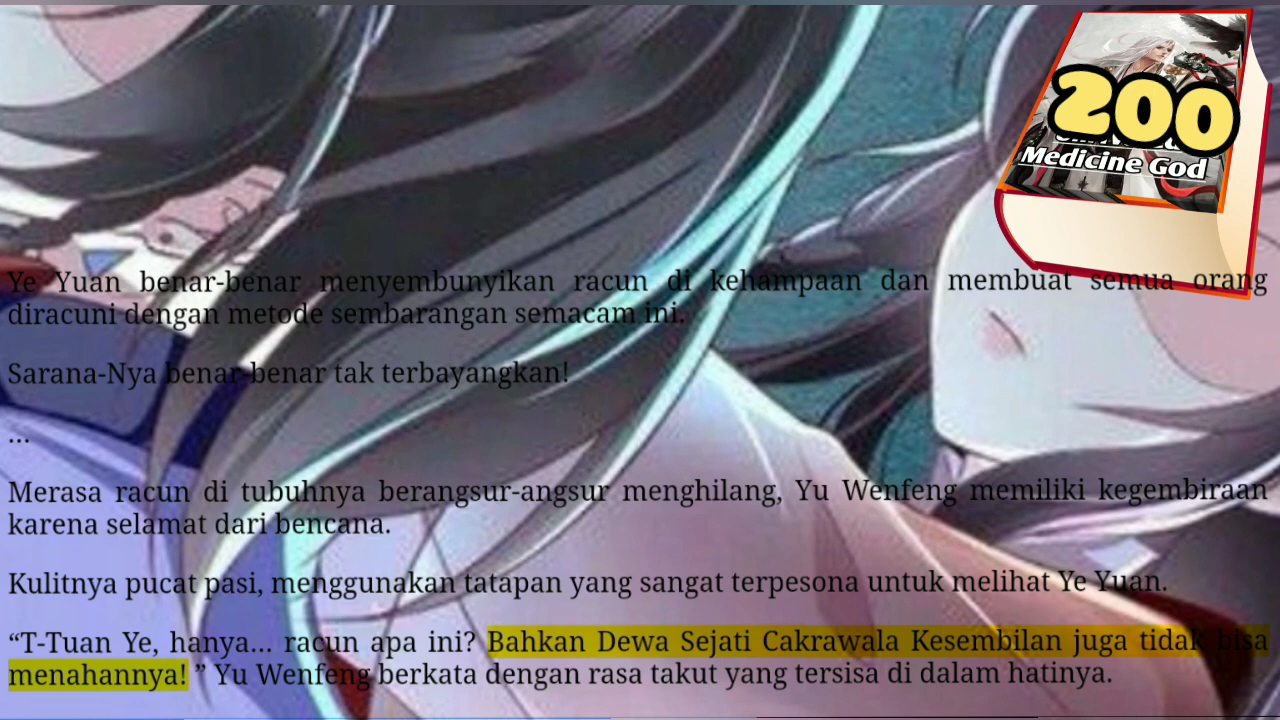 200
Medicine God
Ye Yuan benar-benar menyembunyikan racun di kehampaan dan membuat semua orang
diracuni dengan metode sembarangan semacam ini.
Sarana-Nya benar-benar tak terbayangkan!
…
Merasa racun di tubuhnya berangsur-angsur menghilang, Yu Wenfeng memiliki kegembiraan
karena selamat dari bencana.
Kulitnya pucat pasi, menggunakan tatapan yang sangat terpesona untuk melihat Ye Yuan.
“T-Tuan Ye, hanya… racun apa ini? Bahkan Dewa Sejati Cakrawala Kesembilan juga tidak bisa
menahannya! ” Yu Wenfeng berkata dengan rasa takut yang tersisa di dalam hatinya.